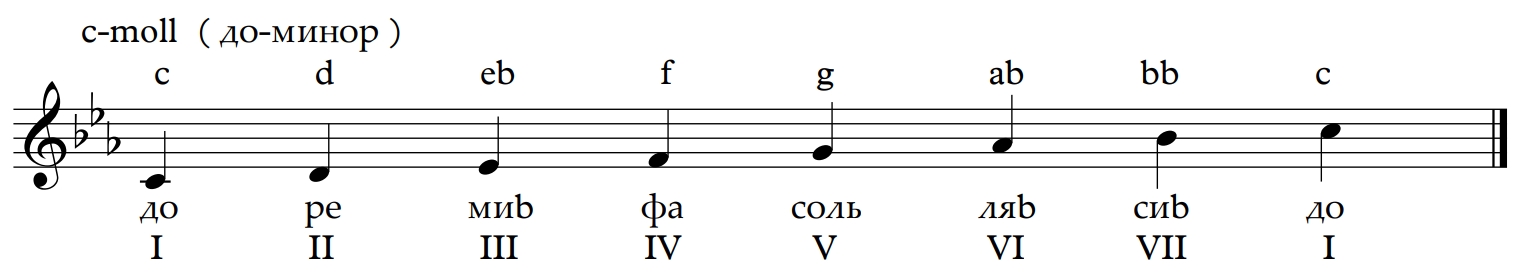 c-moll ( до-минор )
c d eb f g ab bb c
до ре миb фа соль ляb сиb до
I II III IV V VI VII I